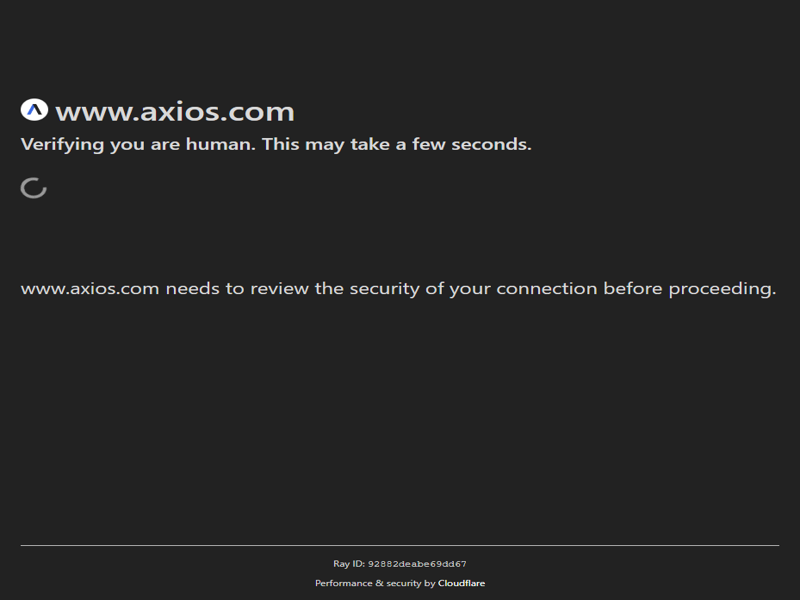 www.axios.com
Verifying you are human. This may take a few seconds.
www.axios.com needs to review the security of your connection before proceeding.
Ray ID: 92882deabe69dd67
Performance & security by Cloudflare